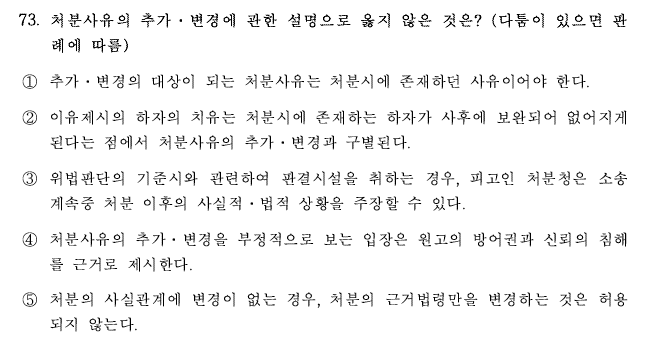 73. 처분사유의 추가·변경에 관한 설명으로 옳지 않은 것은? (다툼이 있으면 판
례에 따름)
① 추가·변경의 대상이 되는 처분사유는 처분시에 존재하던 사유이어야 한다.
② 이유제시의 하자의 치유는 처분시에 존재하는 하자가 사후에 보완되어 없어지게
된다는 점에서 처분사유의 추가·변경과 구별된다.
③ 위법판단의 기준시와 관련하여 판결시설을 취하는 경우, 피고인 처분청은 소송
계속중 처분 이후의 사실적·법적 상황을 주장할 수 있다.
④ 처분사유의 추가·변경을 부정적으로 보는 입장은 원고의 방어권과 신뢰의 침해
를 근거로 제시한다.
⑤ 처분의 사실관계에 변경이 없는 경우, 처분의 근거법령만을 변경하는 것은 허용
되지 않는다.